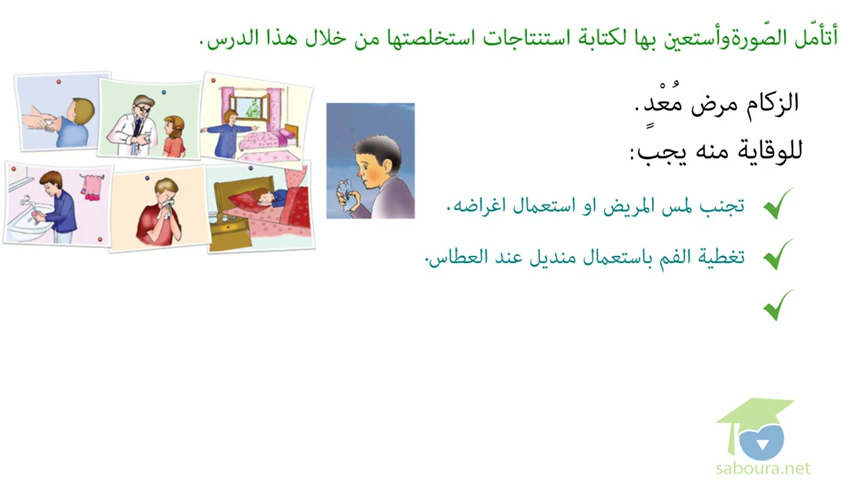 أتأمّل الصّورةوأستعين بها لكتابة استنتاجات استخلصتها من خلال هذا الدرس.
الزكام مرض مُعْدٍ.
للوقاية منه يجب:
تجنب لمس المريض او استعمال اغراضه.
تغطية الفم باستعمال منديل عند العطاس.
saboura.net